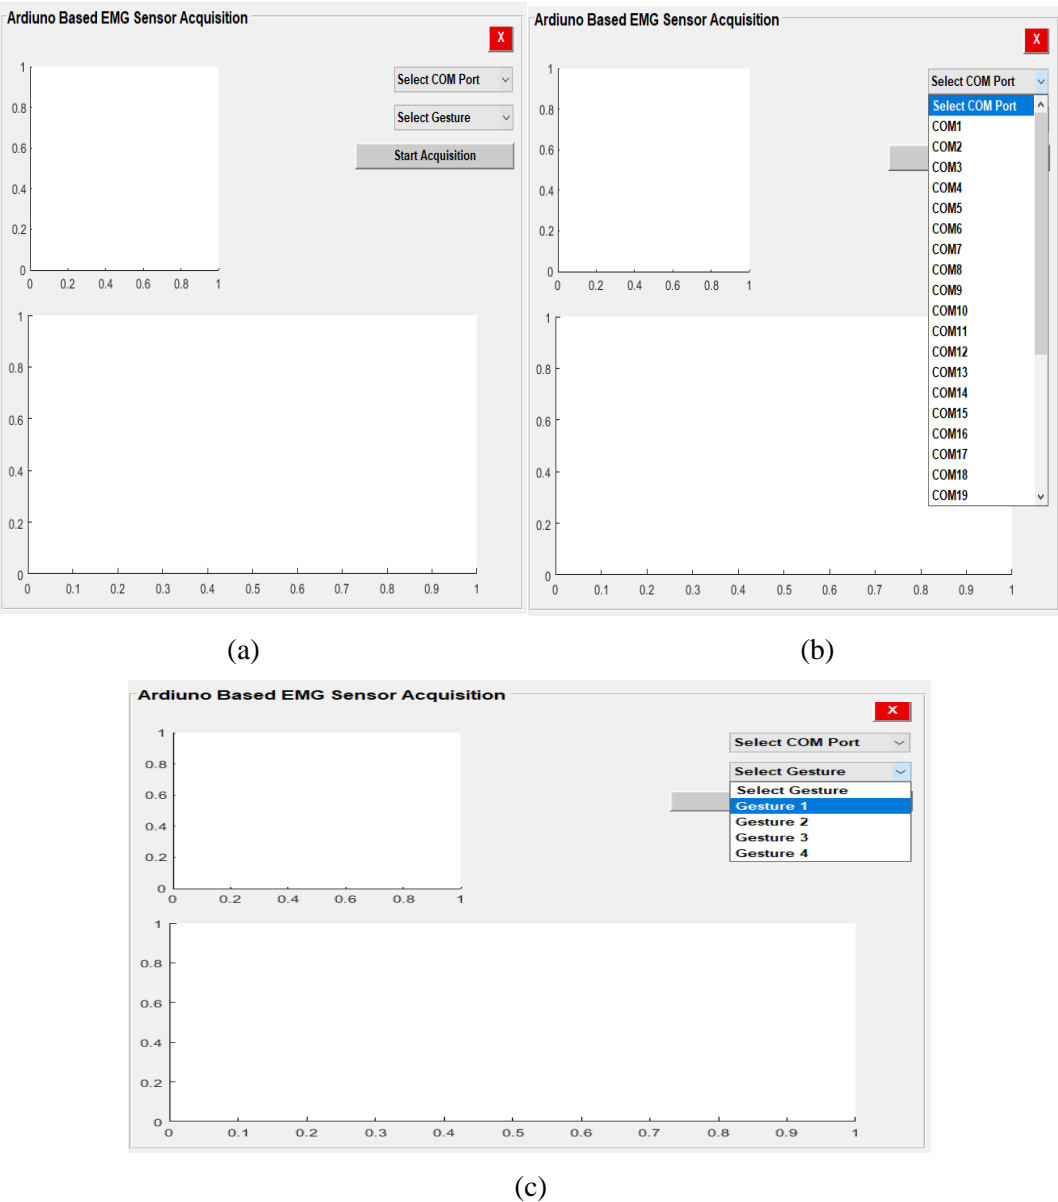 Ardiuno Based EMG Sensor Acquisition
X
Select COM Port
Select Gesture
Start Acquisition
1
0.8
0.6
0.4
0.2
0
0 0.2 0.4 0.6 0.8 1
1
0.8
0.6
0.4
0.2
0
0 0.1 0.2 0.3 0.4 0.5 0.6 0.7 0.8 0.9 1
(a)
Ardiuno Based EMG Sensor Acquisition
X
Select COM Port
Select COM Port
COM1
COM2
COM3
COM4
COM5
COM6
COM7
COM8
COM9
COM10
COM11
COM12
COM13
COM14
COM15
COM16
COM17
COM18
COM19
1
0.8
0.6
0.4
0.2
0
0 0.2 0.4 0.6 0.8 1
1
0.8
0.6
0.4
0.2
0
0 0.1 0.2 0.3 0.4 0.5 0.6 0.7 0.8 0.9 1
(b)
Ardiuno Based EMG Sensor Acquisition
X
Select COM Port
Select Gesture
Select Gesture
Gesture 1
Gesture 2
Gesture 3
Gesture 4
1
0.8
0.6
0.4
0.2
0
0 0.2 0.4 0.6 0.8 1
1
0.8
0.6
0.4
0.2
0
0 0.1 0.2 0.3 0.4 0.5 0.6 0.7 0.8 0.9 1
(c)